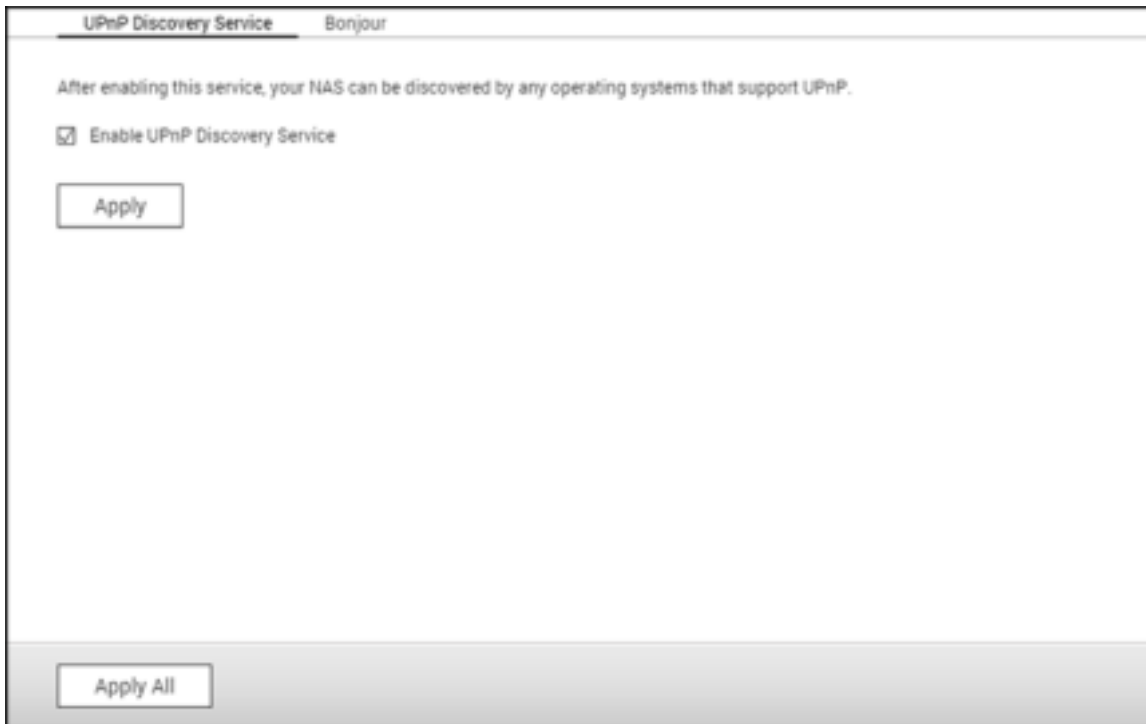 UPnP Discovery Service Bonjour
After enabling this service, your NAS can be discovered by any operating systems that support UPnP.
Enable UPnP Discovery Service
Apply
Apply All